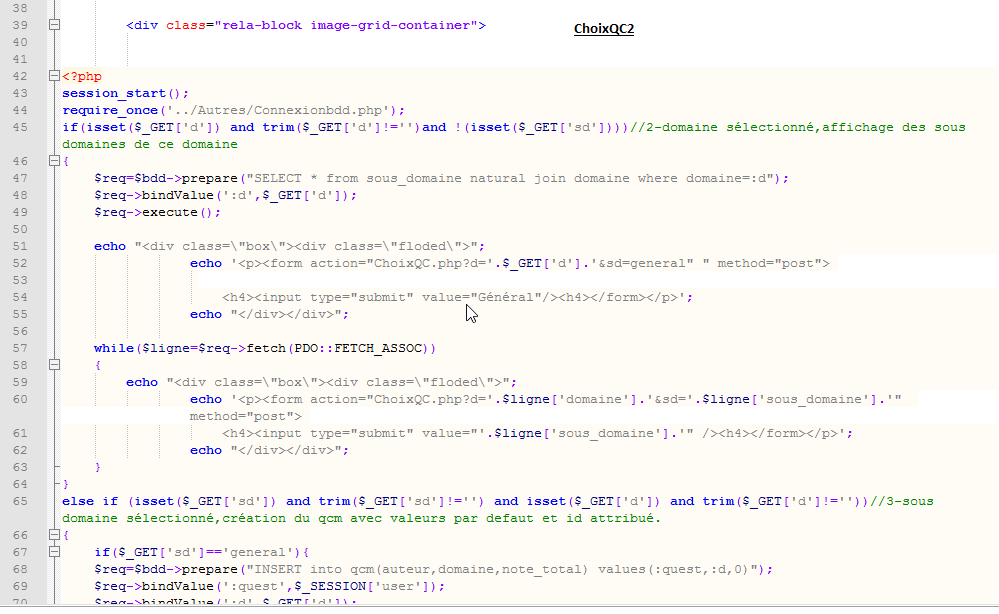 38
39 <div class="rela-block image-grid-container"> ChoixQC2
40
41
42 <?php
43 session_start();
44 require_once('../Autres/Connexionbdd.php');
45 if(isset($_GET['d']) and trim($_GET['d']!='')and !(isset($_GET['sd'])))//2-domaine sélectionné,affichage des sous
domaines de ce domaine
46 {
47 $req=$bdd->prepare("SELECT * from sous_domaine natural join domaine where domaine=:d");
48 $req->bindValue(':d',$_GET['d']);
49 $req->execute();
50
51 echo "<div class=\"box\"><div class=\"floded\">";
52 echo '<p><form action="ChoixQC.php?d='.$_GET['d'].'&sd=general" " method="post">
53
54 <h4><input type="submit" value="Général"/><h4></form></p>';
55 echo "</div></div>";
56
57 while($ligne=$req->fetch(PDO::FETCH_ASSOC))
58 {
59 echo "<div class=\"box\"><div class=\"floded\">";
60 echo '<p><form action="ChoixQC.php?d='.$ligne['domaine'].'&sd='.$ligne['sous_domaine'].'"
method="post">
61 <h4><input type="submit" value="'.$ligne['sous_domaine'].'" /><h4></form></p>';
62 echo "</div></div>";
63 }
64 }
65 else if (isset($_GET['sd']) and trim($_GET['sd']!='') and isset($_GET['d']) and trim($_GET['d']!=''))//3-sous
domaine sélectionné,création du qcm avec valeurs par defaut et id attribué.
66 {
67 if($_GET['sd']=='general'){
68 $req=$bdd->prepare("INSERT into qcm(auteur,domaine,note_total) values(:quest,:d,0)");
69 $req->bindValue(':quest',$_SESSION['user']);
70 $req->bindValue(':d',$_GET['d']);